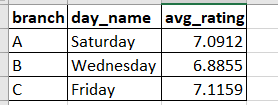 branch day_name avg_rating
A Saturday 7.0912
B Wednesday 6.8855
C Friday 7.1159